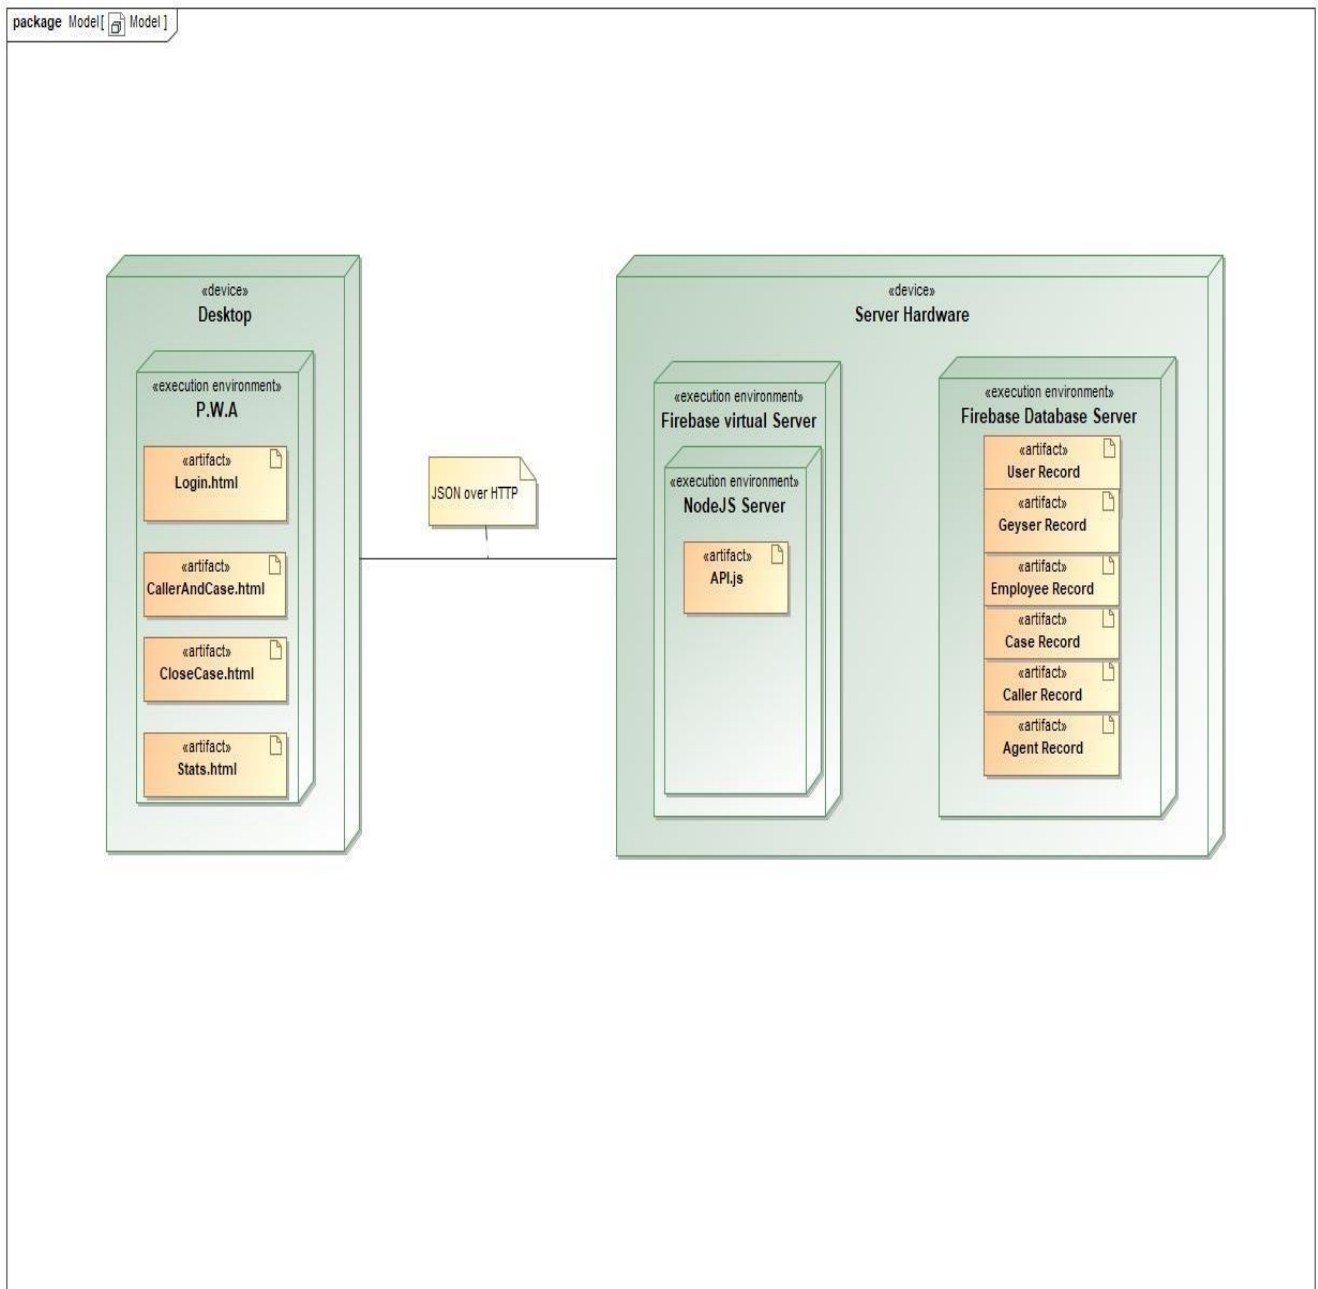 package Model [ Model ]
«device»
Desktop
«execution environment»
P.W.A
«artifact»
Login.html
«artifact»
CallerAndCase.html
«artifact»
CloseCase.html
«artifact»
Stats.html
JSON over HTTP
«device»
Server Hardware
«execution environment»
Firebase virtual Server
«execution environment»
NodeJS Server
«artifact»
API.js
«execution environment»
Firebase Database Server
«artifact»
User Record
«artifact»
Geyser Record
«artifact»
Employee Record
«artifact»
Case Record
«artifact»
Caller Record
«artifact»
Agent Record